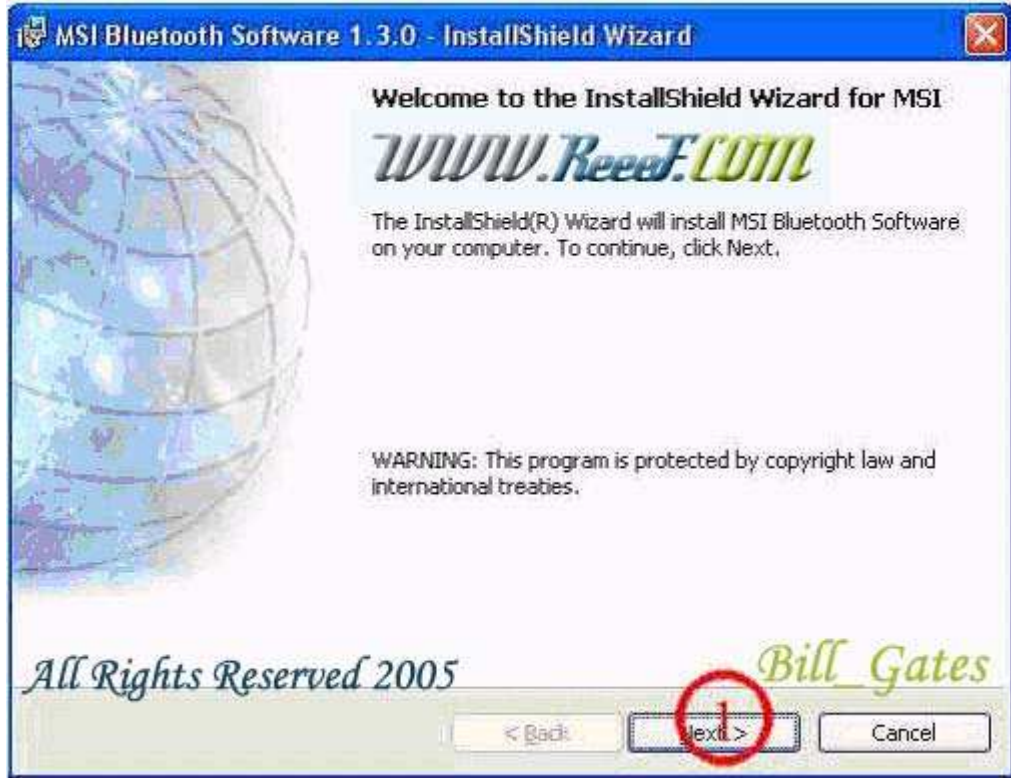 MSI Bluetooth Software 1.3.0 - InstallShield Wizard
Welcome to the InstallShield Wizard for MSI
WWW.ReeeF.COM
The InstallShield(R) Wizard will install MSI Bluetooth Software
on your computer. To continue, click Next.
WARNING: This program is protected by copyright law and
international treaties.
All Rights Reserved 2005
Bill_Gates
< Back
Next >
1
Cancel